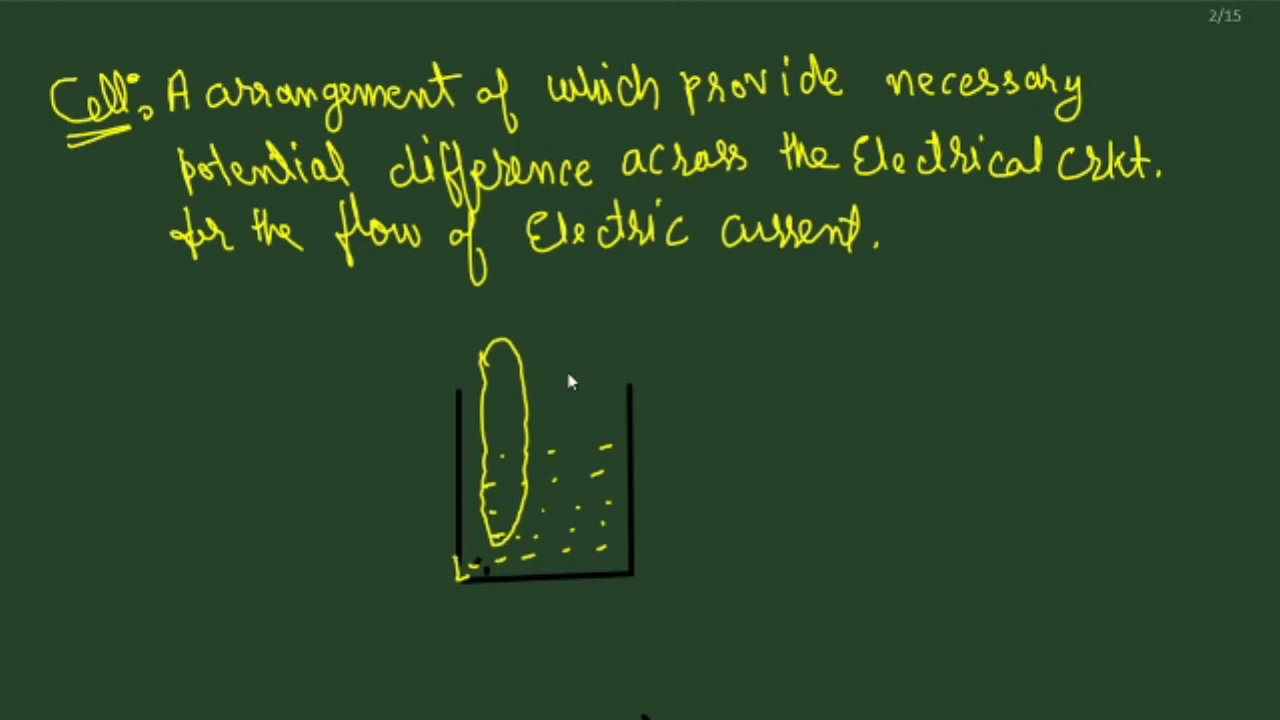 2/15
Cell:, A arrangement of which provide necessary
potential difference across the Electrical crkt.
for the flow of Electric current.